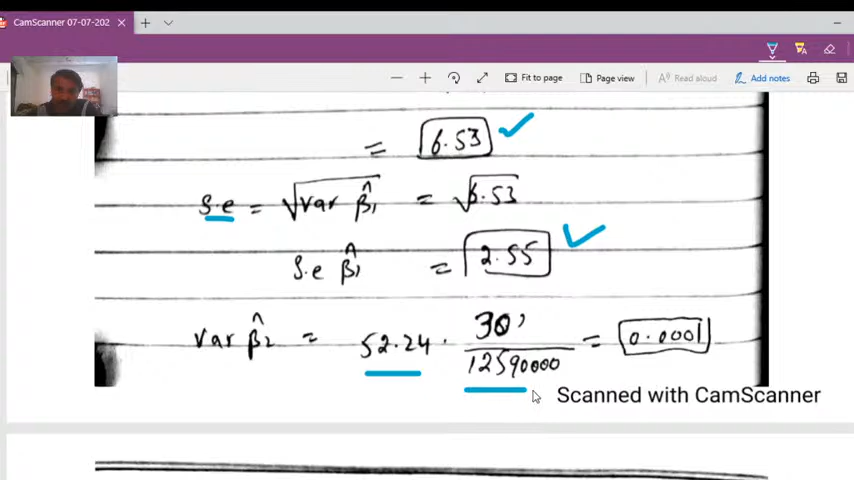 CamScanner 07-07-202
Fit to page
Page view
Read aloud
Add notes
= 6.53
S.e = √var β̂₁ = √6.53
S.e β̂₁ = 2.55
Var β̂₂ = 52.24 · 30/12590000 = 0.0001
Scanned with CamScanner